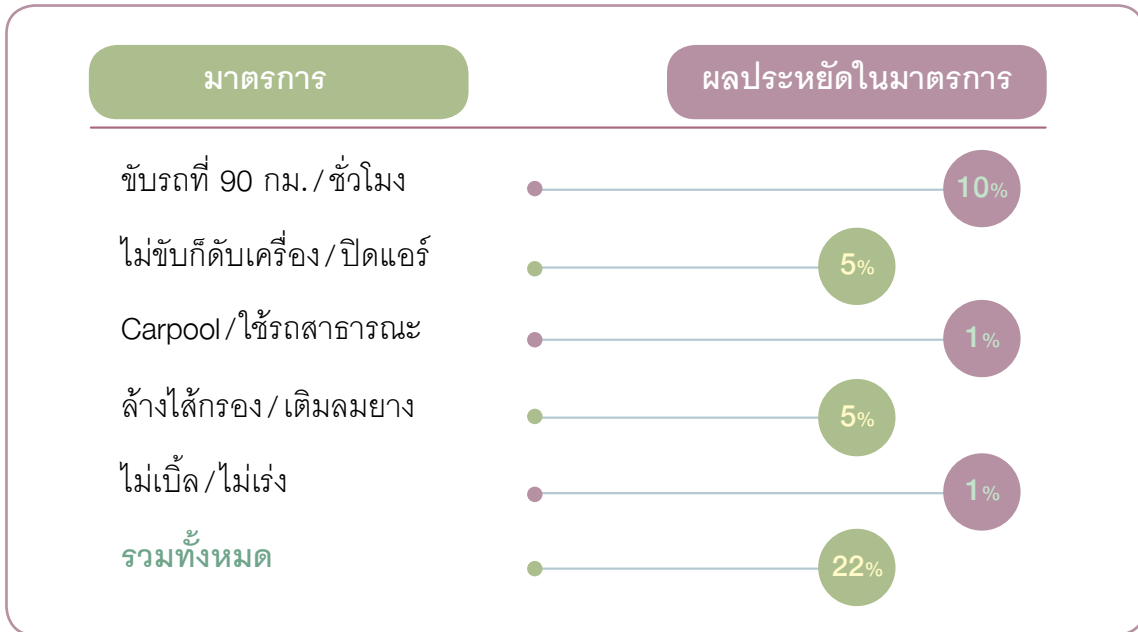 มาตรการ ผลประหยัดในมาตรการ
ขับรถที่ 90 กม./ชั่วโมง 10%
ไม่ขับก็ดับเครื่อง/ปิดแอร์ 5%
Carpool/ใช้รถสาธารณะ 1%
ล้างไส้กรอง/เติมลมยาง 5%
ไม่เบิ้ล/ไม่เร่ง 1%
รวมทั้งหมด 22%